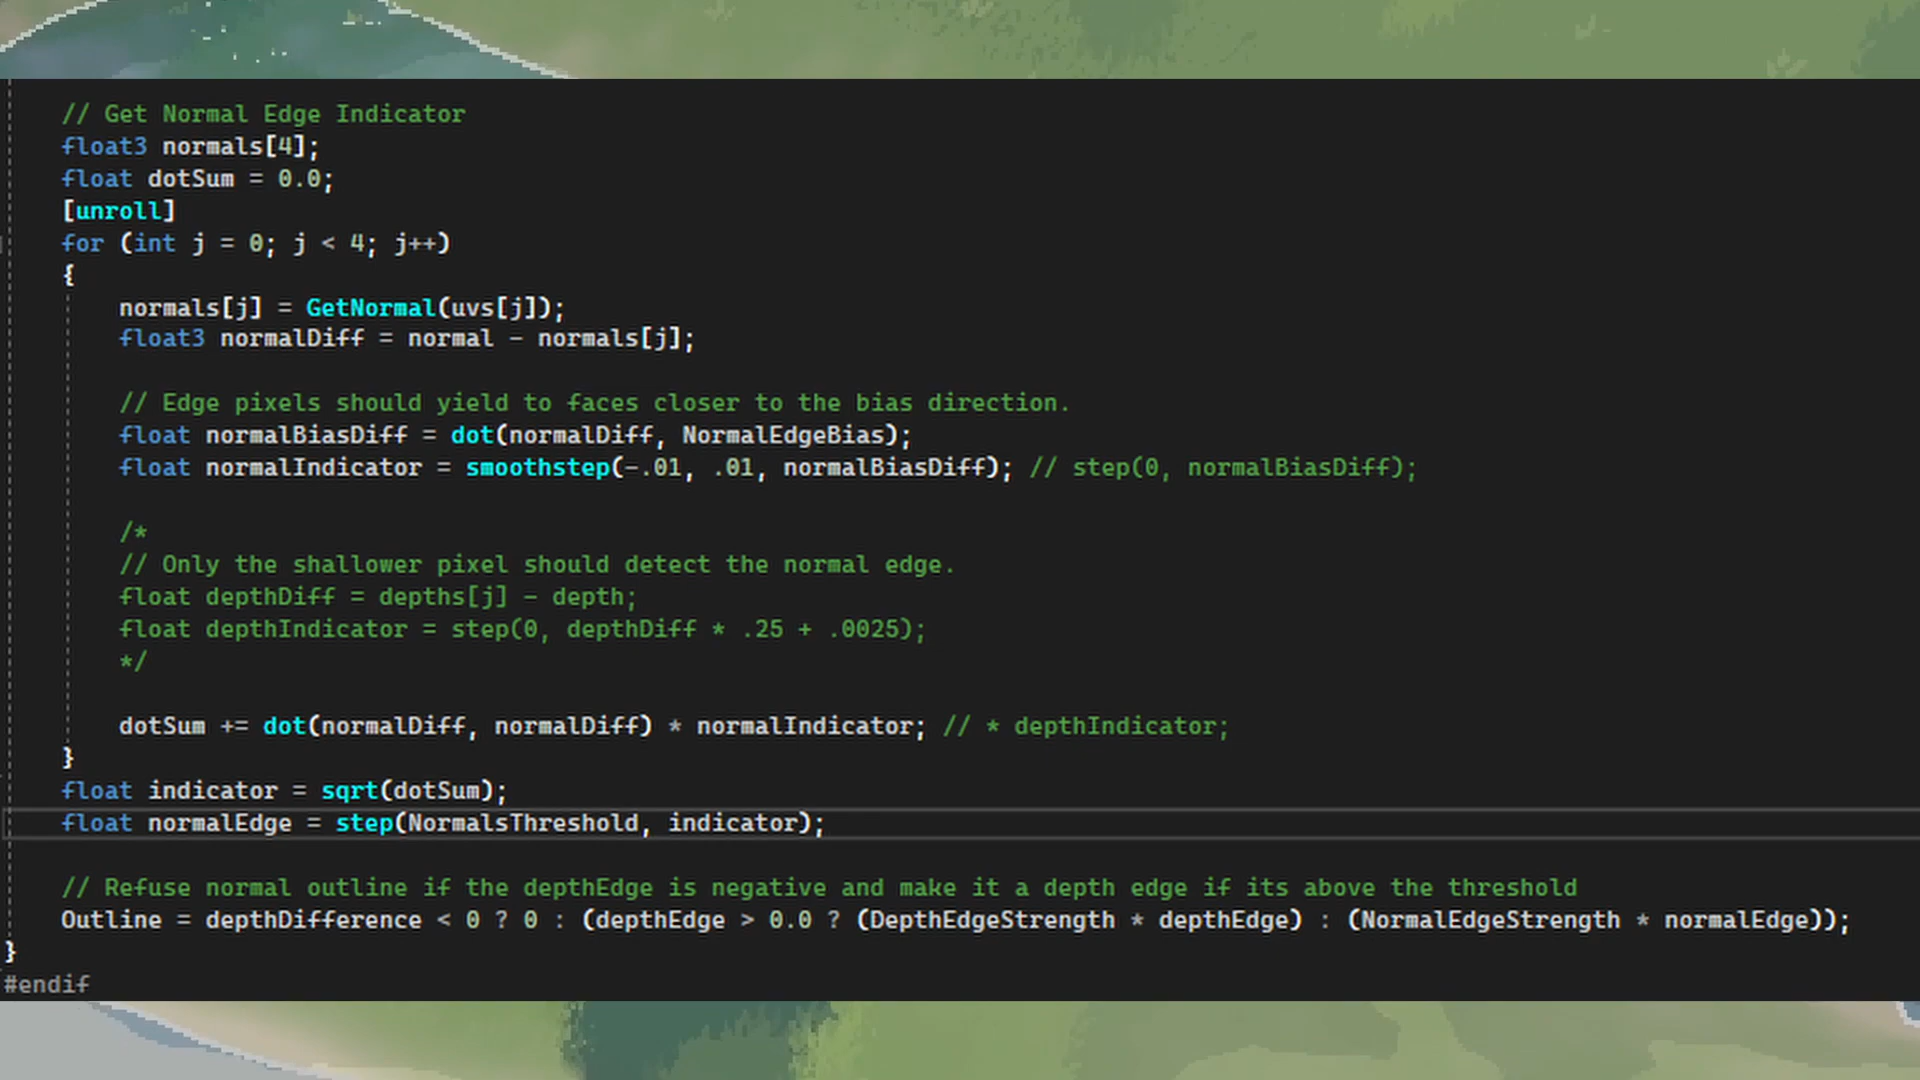 // Get Normal Edge Indicator
float3 normals[4];
float dotSum = 0.0;
[unroll]
for (int j = 0; j < 4; j++)
{
normals[j] = GetNormal(uvs[j]);
float3 normalDiff = normal - normals[j];
// Edge pixels should yield to faces closer to the bias direction.
float normalBiasDiff = dot(normalDiff, NormalEdgeBias);
float normalIndicator = smoothstep(-.01, .01, normalBiasDiff); // step(0, normalBiasDiff);
/*
// Only the shallower pixel should detect the normal edge.
float depthDiff = depths[j] - depth;
float depthIndicator = step(0, depthDiff * .25 + .0025);
*/
dotSum += dot(normalDiff, normalDiff) * normalIndicator; // * depthIndicator;
}
float indicator = sqrt(dotSum);
float normalEdge = step(NormalsThreshold, indicator);
// Refuse normal outline if the depthEdge is negative and make it a depth edge if its above the threshold
Outline = depthDifference < 0 ? 0 : (depthEdge > 0.0 ? (DepthEdgeStrength * depthEdge) : (NormalEdgeStrength * normalEdge));
}
#endif